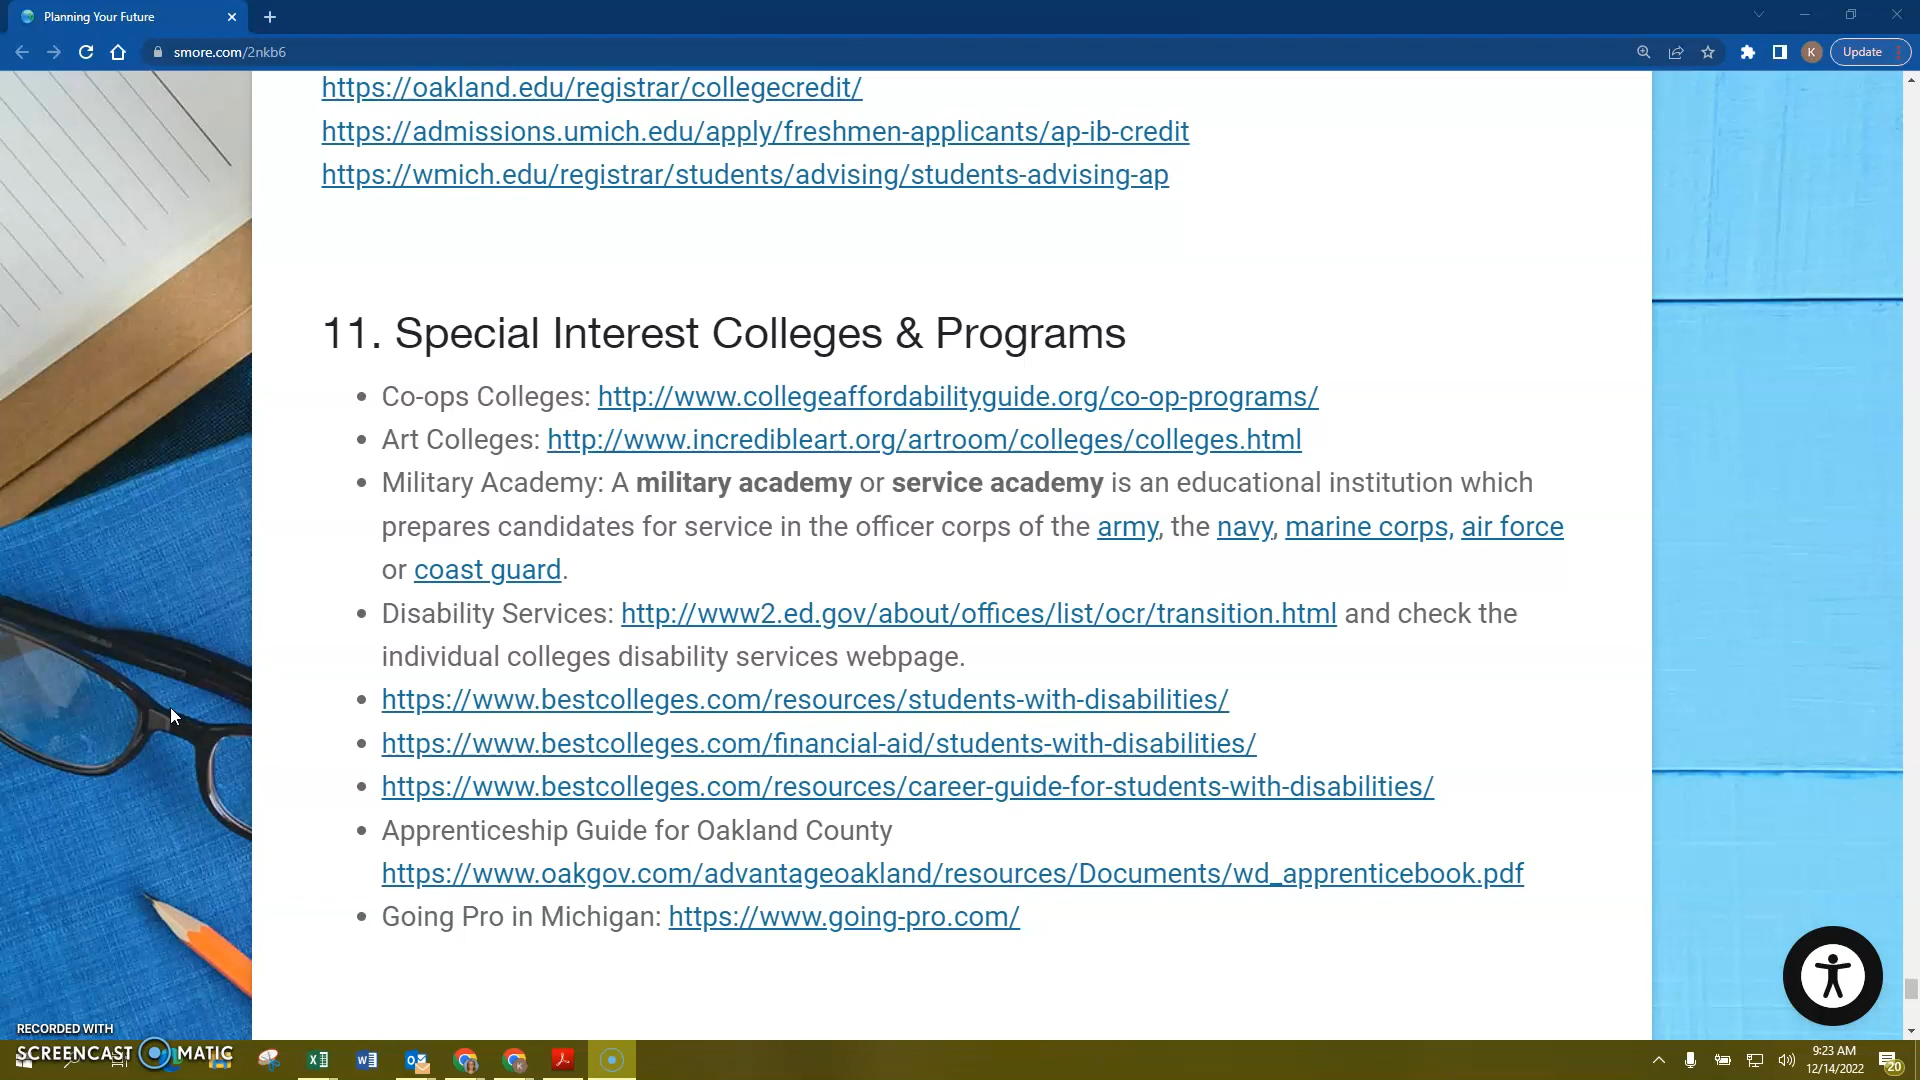 Planning Your Future
smore.com/2nkb6
K
Update
https://oakland.edu/registrar/collegecredit/
https://admissions.umich.edu/apply/freshmen-applicants/ap-ib-credit
https://wmich.edu/registrar/students/advising/students-advising-ap
11. Special Interest Colleges & Programs
Co-ops Colleges: http://www.collegeaffordabilityguide.org/co-op-programs/
Art Colleges: http://www.incredibleart.org/artroom/colleges/colleges.html
Military Academy: A military academy or service academy is an educational institution which
prepares candidates for service in the officer corps of the army, the navy, marine corps, air force
or coast guard.
Disability Services: http://www2.ed.gov/about/offices/list/ocr/transition.html and check the
individual colleges disability services webpage.
https://www.bestcolleges.com/resources/students-with-disabilities/
https://www.bestcolleges.com/financial-aid/students-with-disabilities/
https://www.bestcolleges.com/resources/career-guide-for-students-with-disabilities/
Apprenticeship Guide for Oakland County
https://www.oakgov.com/advantageoakland/resources/Documents/wd_apprenticebook.pdf
Going Pro in Michigan: https://www.going-pro.com/
RECORDED WITH
SCREENCAST MATIC
9:23 AM
12/14/2022
20